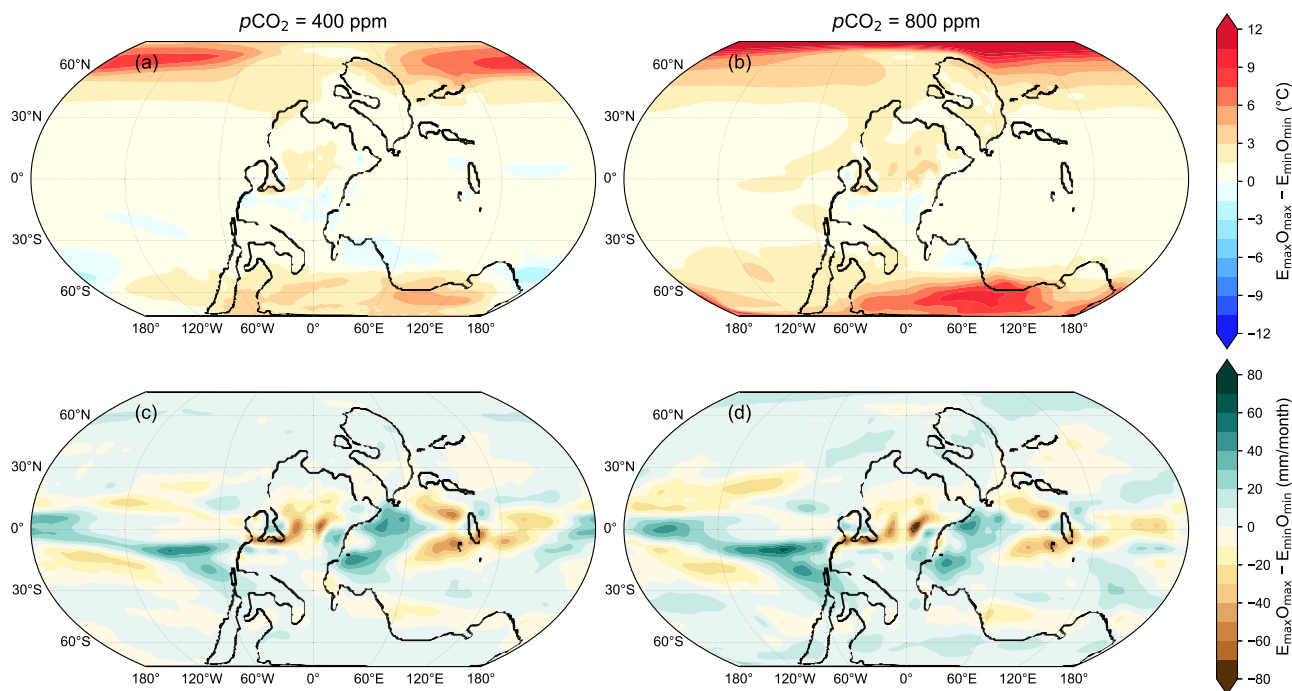 pCO₂ = 400 ppm
pCO₂ = 800 ppm
(a)
60°N
30°N
0°
30°S
60°S
180° 120°W 60°W 0° 60°E 120°E 180°
(b)
60°N
30°N
0°
30°S
60°S
180° 120°W 60°W 0° 60°E 120°E 180°
12
9
6
3
0
−3
−6
−9
−12
EmaxOmax − EminOmin (°C)
(c)
60°N
30°N
0°
30°S
60°S
180° 120°W 60°W 0° 60°E 120°E 180°
(d)
60°N
30°N
0°
30°S
60°S
180° 120°W 60°W 0° 60°E 120°E 180°
80
60
40
20
0
−20
−40
−60
−80
EmaxOmax − EminOmin (mm/month)